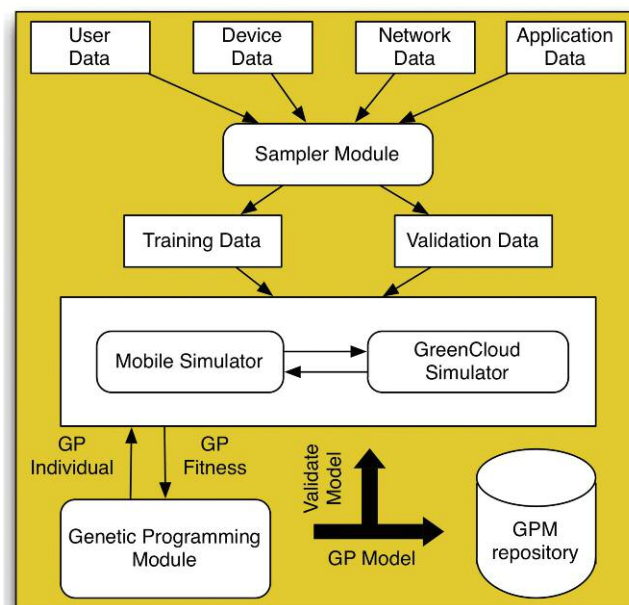 User
Data
Device
Data
Network
Data
Application
Data
Sampler Module
Training Data
Validation Data
Mobile Simulator
GreenCloud
Simulator
GP
Individual
GP
Fitness
Validate
Model
Genetic Programming
Module
GP Model
GPM
repository